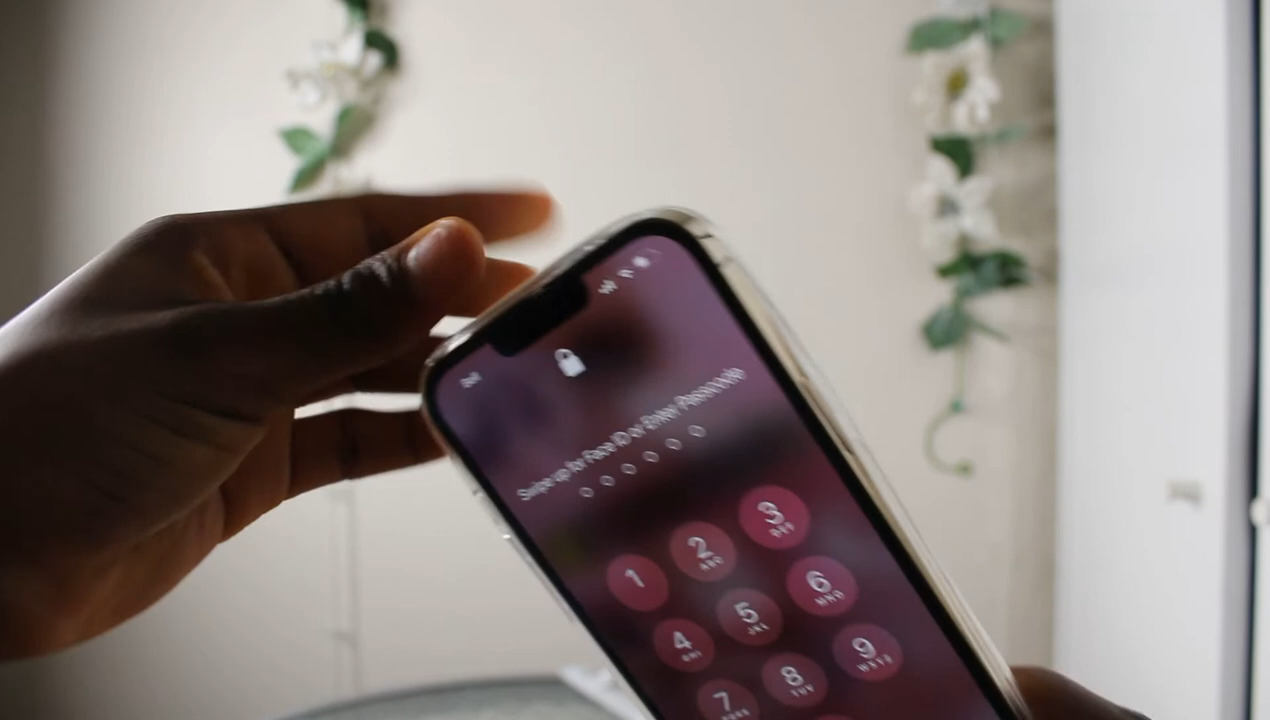 Swipe up for Face ID or Enter Passcode
1
2
ABC
3
DEF
4
GHI
5
JKL
6
MNO
7
PQRS
8
TUV
9
WXYZ